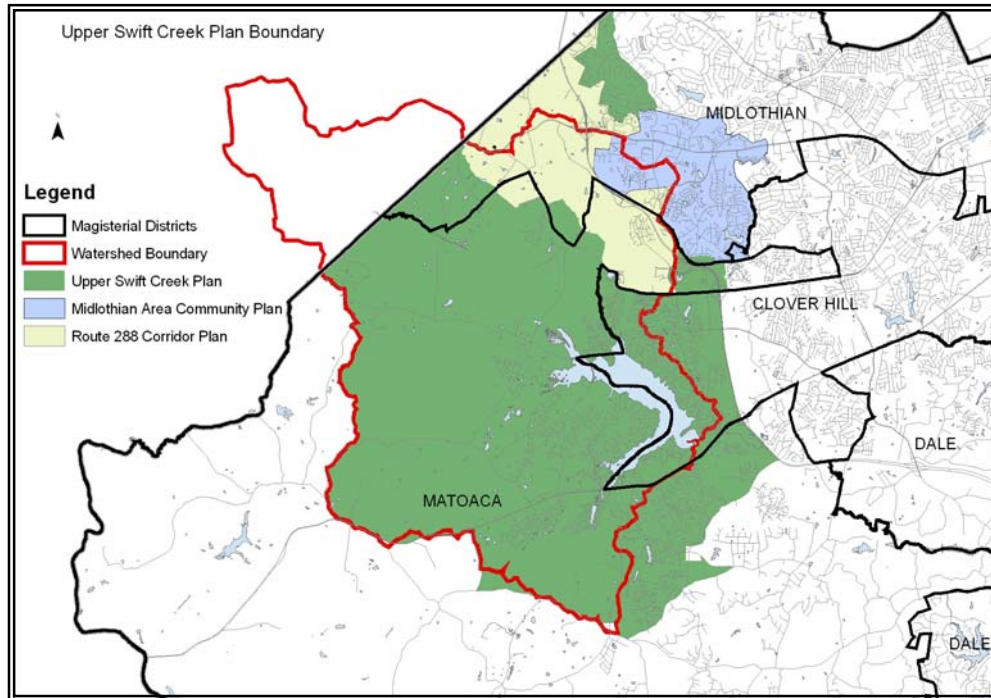 Upper Swift Creek Plan Boundary
MIDLOTHIAN
Legend
Magisterial Districts
Watershed Boundary
Upper Swift Creek Plan
Midlothian Area Community Plan
Route 288 Corridor Plan
CLOVER HILL
DALE
MATOACA
DALE